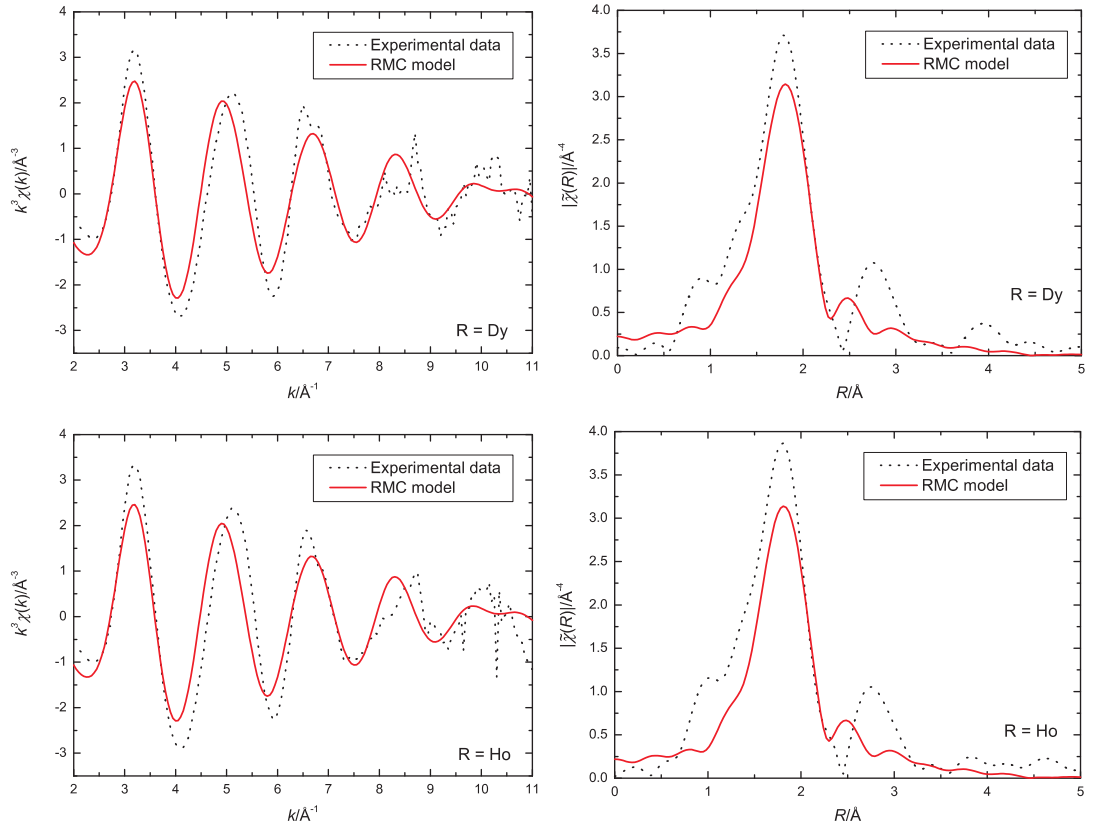 Experimental data
RMC model
k³χ(k)/Å⁻³
4
3
2
1
0
-1
-2
-3
R = Dy
2 3 4 5 6 7 8 9 10 11
k/Å⁻¹
Experimental data
RMC model
|χ̃(R)|/Å⁻⁴
4.0
3.5
3.0
2.5
2.0
1.5
1.0
0.5
0.0
R = Dy
0 1 2 3 4 5
R/Å
Experimental data
RMC model
k³χ(k)/Å⁻³
4
3
2
1
0
-1
-2
-3
R = Ho
2 3 4 5 6 7 8 9 10 11
k/Å⁻¹
Experimental data
RMC model
|χ̃(R)|/Å⁻⁴
4.0
3.5
3.0
2.5
2.0
1.5
1.0
0.5
0.0
R = Ho
0 1 2 3 4 5
R/Å